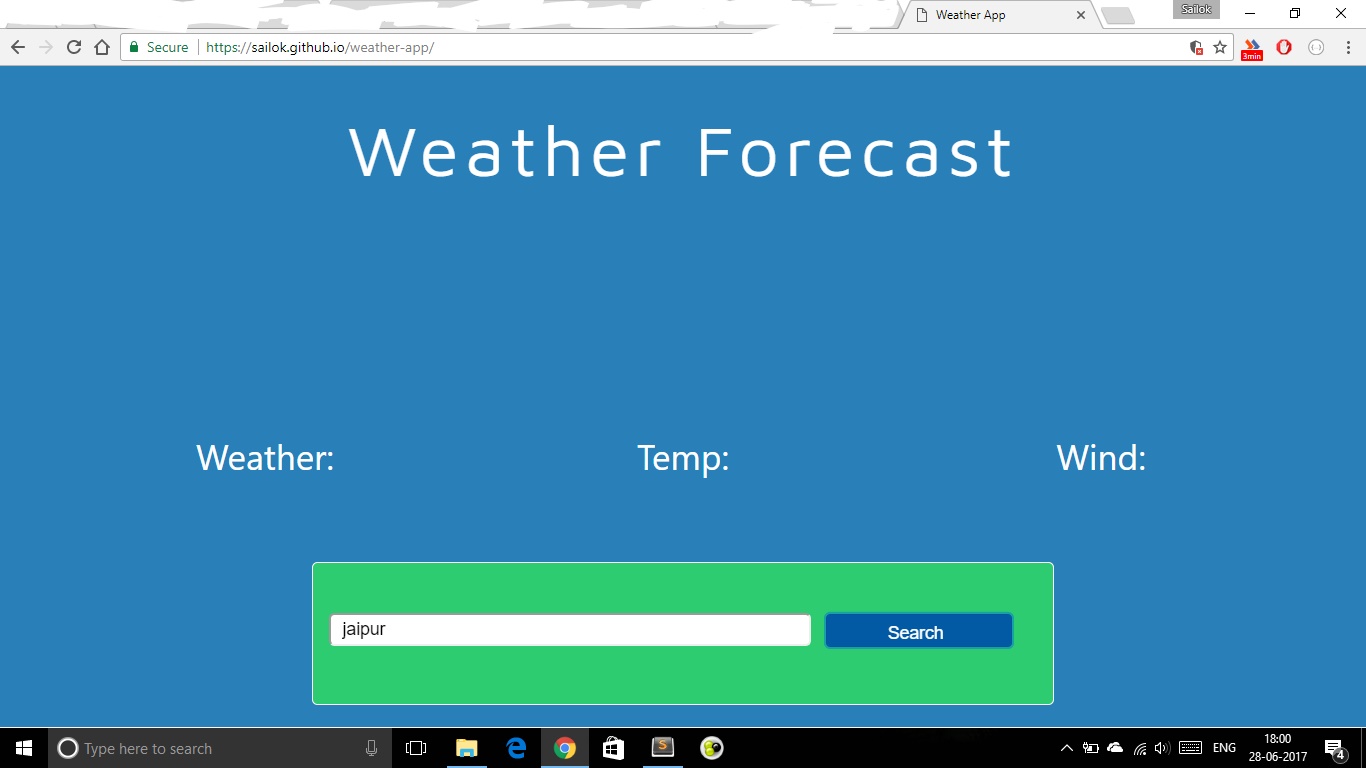 Weather App
Sailok
Secure https://sailok.github.io/weather-app/
3min
Weather Forecast
Weather: Temp: Wind:
jaipur Search
Type here to search
ENG
18:00
28-06-2017
4